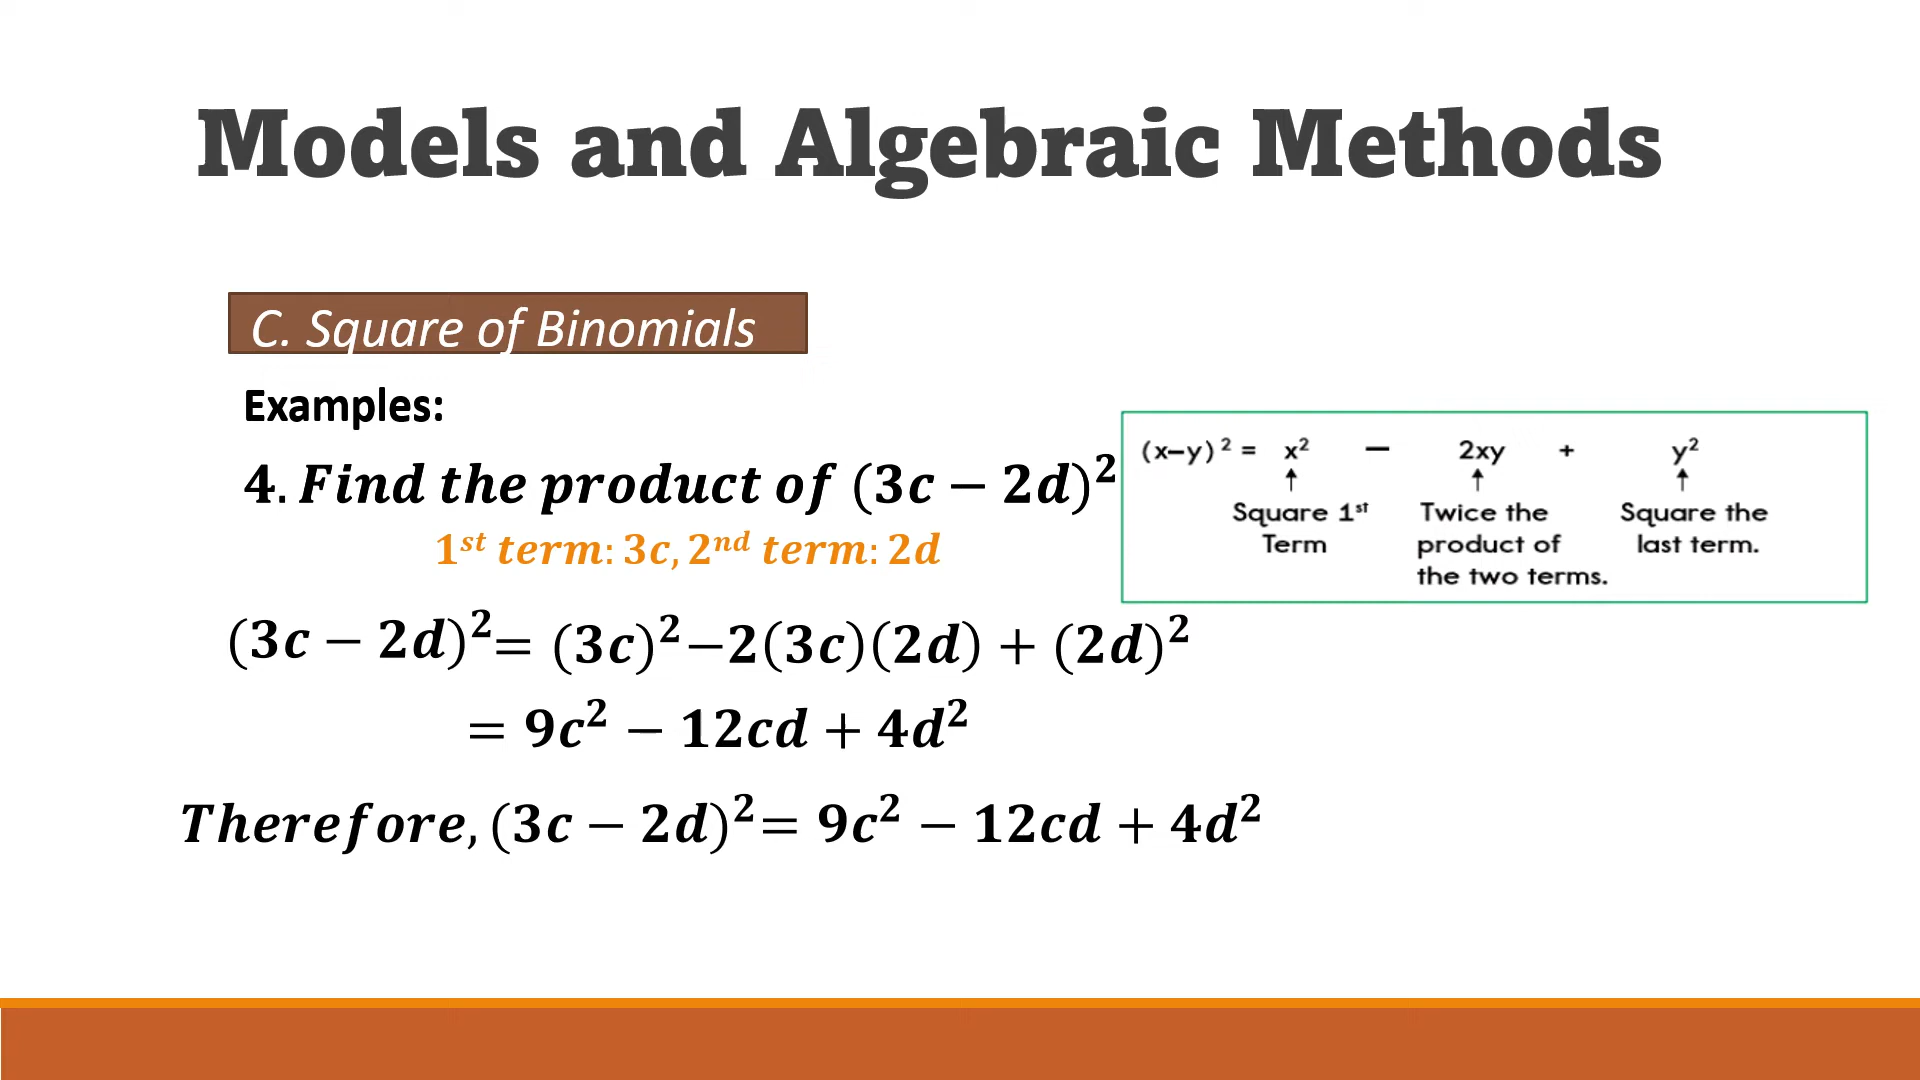 Models and Algebraic Methods
C. Square of Binomials
Examples:
4. Find the product of (3c − 2d)²
1ˢᵗ term: 3c, 2ⁿᵈ term: 2d
(x−y)² = x² − 2xy + y²
↑ ↑ ↑
Square 1ˢᵗ Twice the Square the
Term product of last term.
the two terms.
(3c − 2d)²= (3c)²−2(3c)(2d) + (2d)²
= 9c² − 12cd + 4d²
Therefore, (3c − 2d)²= 9c² − 12cd + 4d²